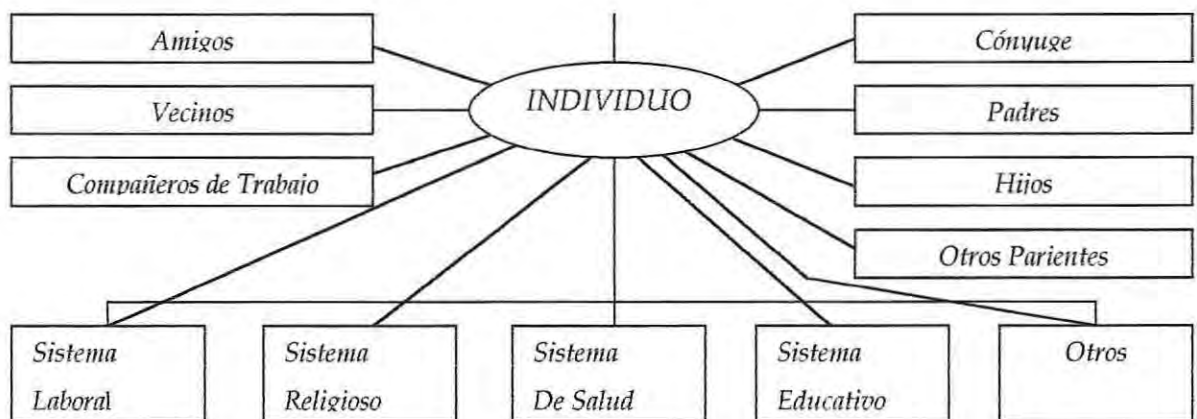 Amigos
Cónyuge
INDIVIDUO
Vecinos
Padres
Compañeros de Trabajo
Hijos
Otros Parientes
Sistema
Laboral
Sistema
Religioso
Sistema
De Salud
Sistema
Educativo
Otros